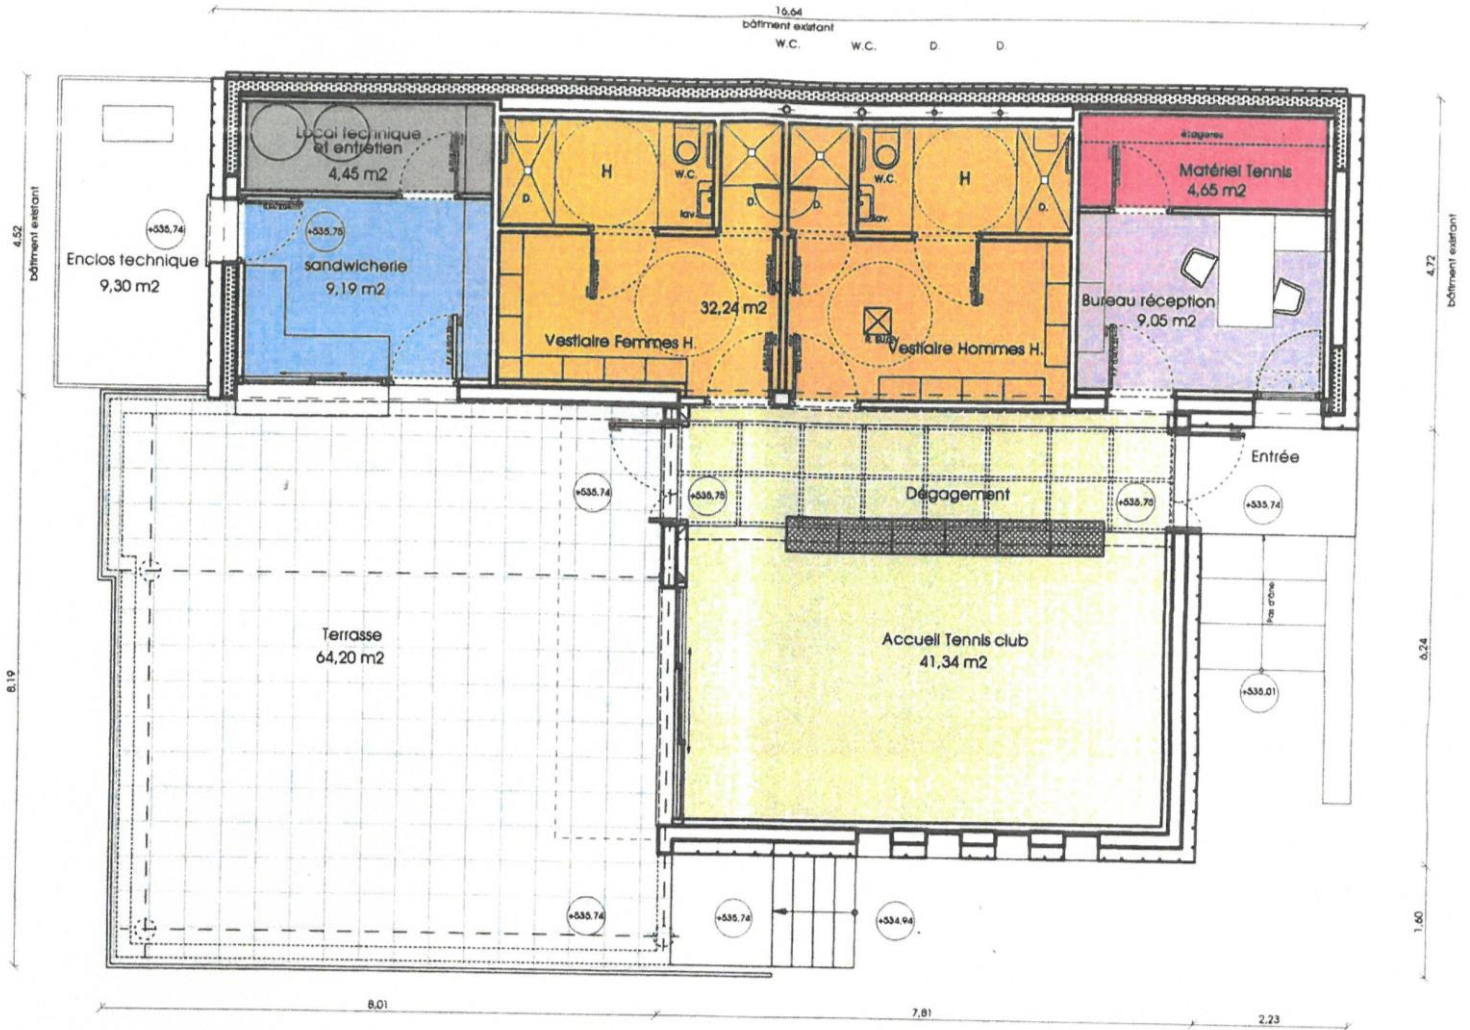 16,64
bâtiment existant
W.C. W.C. D. D.
étageres
Local technique
et entretien
4,45 m2
H
W.C.
D.
lav.
D.
D.
W.C.
lav.
H
D.
Matériel Tennis
4,65 m2
4,52
bâtiment existant
+535,74
Enclos technique
9,30 m2
+535,75
sandwicherie
9,19 m2
32,24 m2
Vestiaire Femmes H.
Vestiaire Hommes H.
Bureau réception
9,05 m2
4,72
bâtiment existant
Entrée
+535,74
+535,75
Dégagement
+535,75
+535,74
Pas d'âne
Terrasse
64,20 m2
Accueil Tennis club
41,34 m2
8,19
6,24
+535,01
+535,74
+535,74
+534,94
1,60
8,01
7,81
2,23